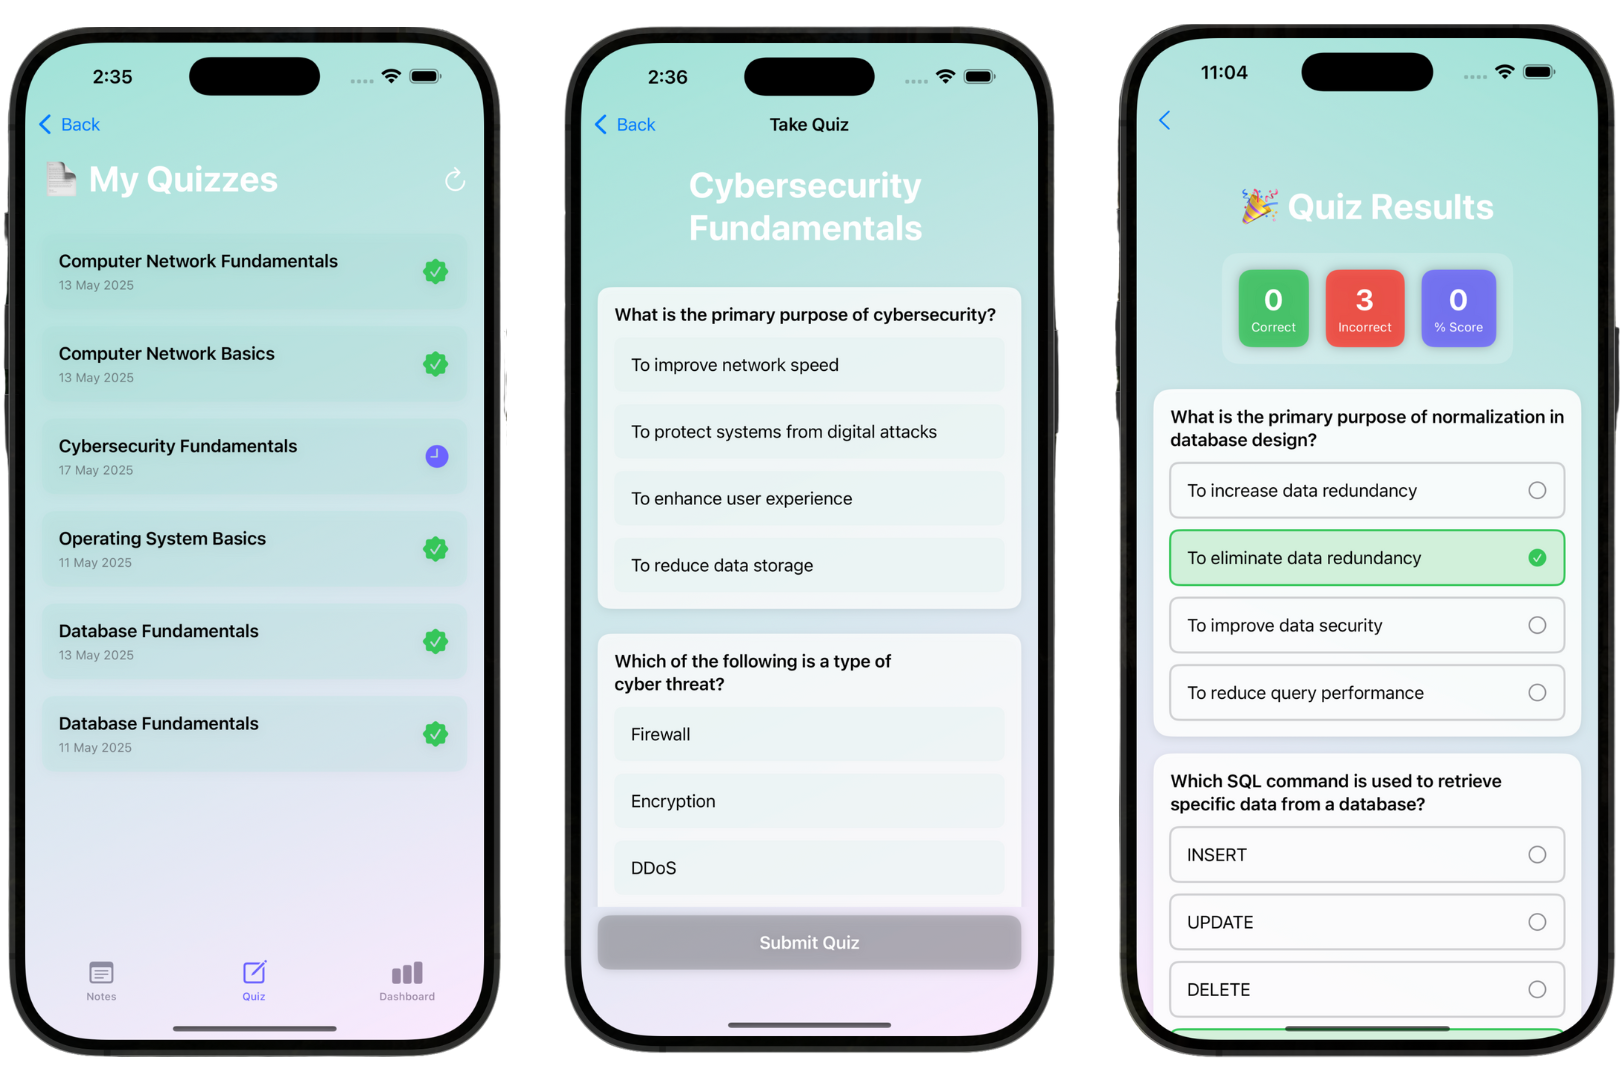 2:35
Back
My Quizzes
Computer Network Fundamentals
13 May 2025
Computer Network Basics
13 May 2025
Cybersecurity Fundamentals
17 May 2025
Operating System Basics
11 May 2025
Database Fundamentals
13 May 2025
Database Fundamentals
11 May 2025
Notes
Quiz
Dashboard
2:36
Back
Take Quiz
Cybersecurity
Fundamentals
What is the primary purpose of cybersecurity?
To improve network speed
To protect systems from digital attacks
To enhance user experience
To reduce data storage
Which of the following is a type of
cyber threat?
Firewall
Encryption
DDoS
Submit Quiz
11:04
Quiz Results
0
Correct
3
Incorrect
0
% Score
What is the primary purpose of normalization in
database design?
To increase data redundancy
To eliminate data redundancy
To improve data security
To reduce query performance
Which SQL command is used to retrieve
specific data from a database?
INSERT
UPDATE
DELETE